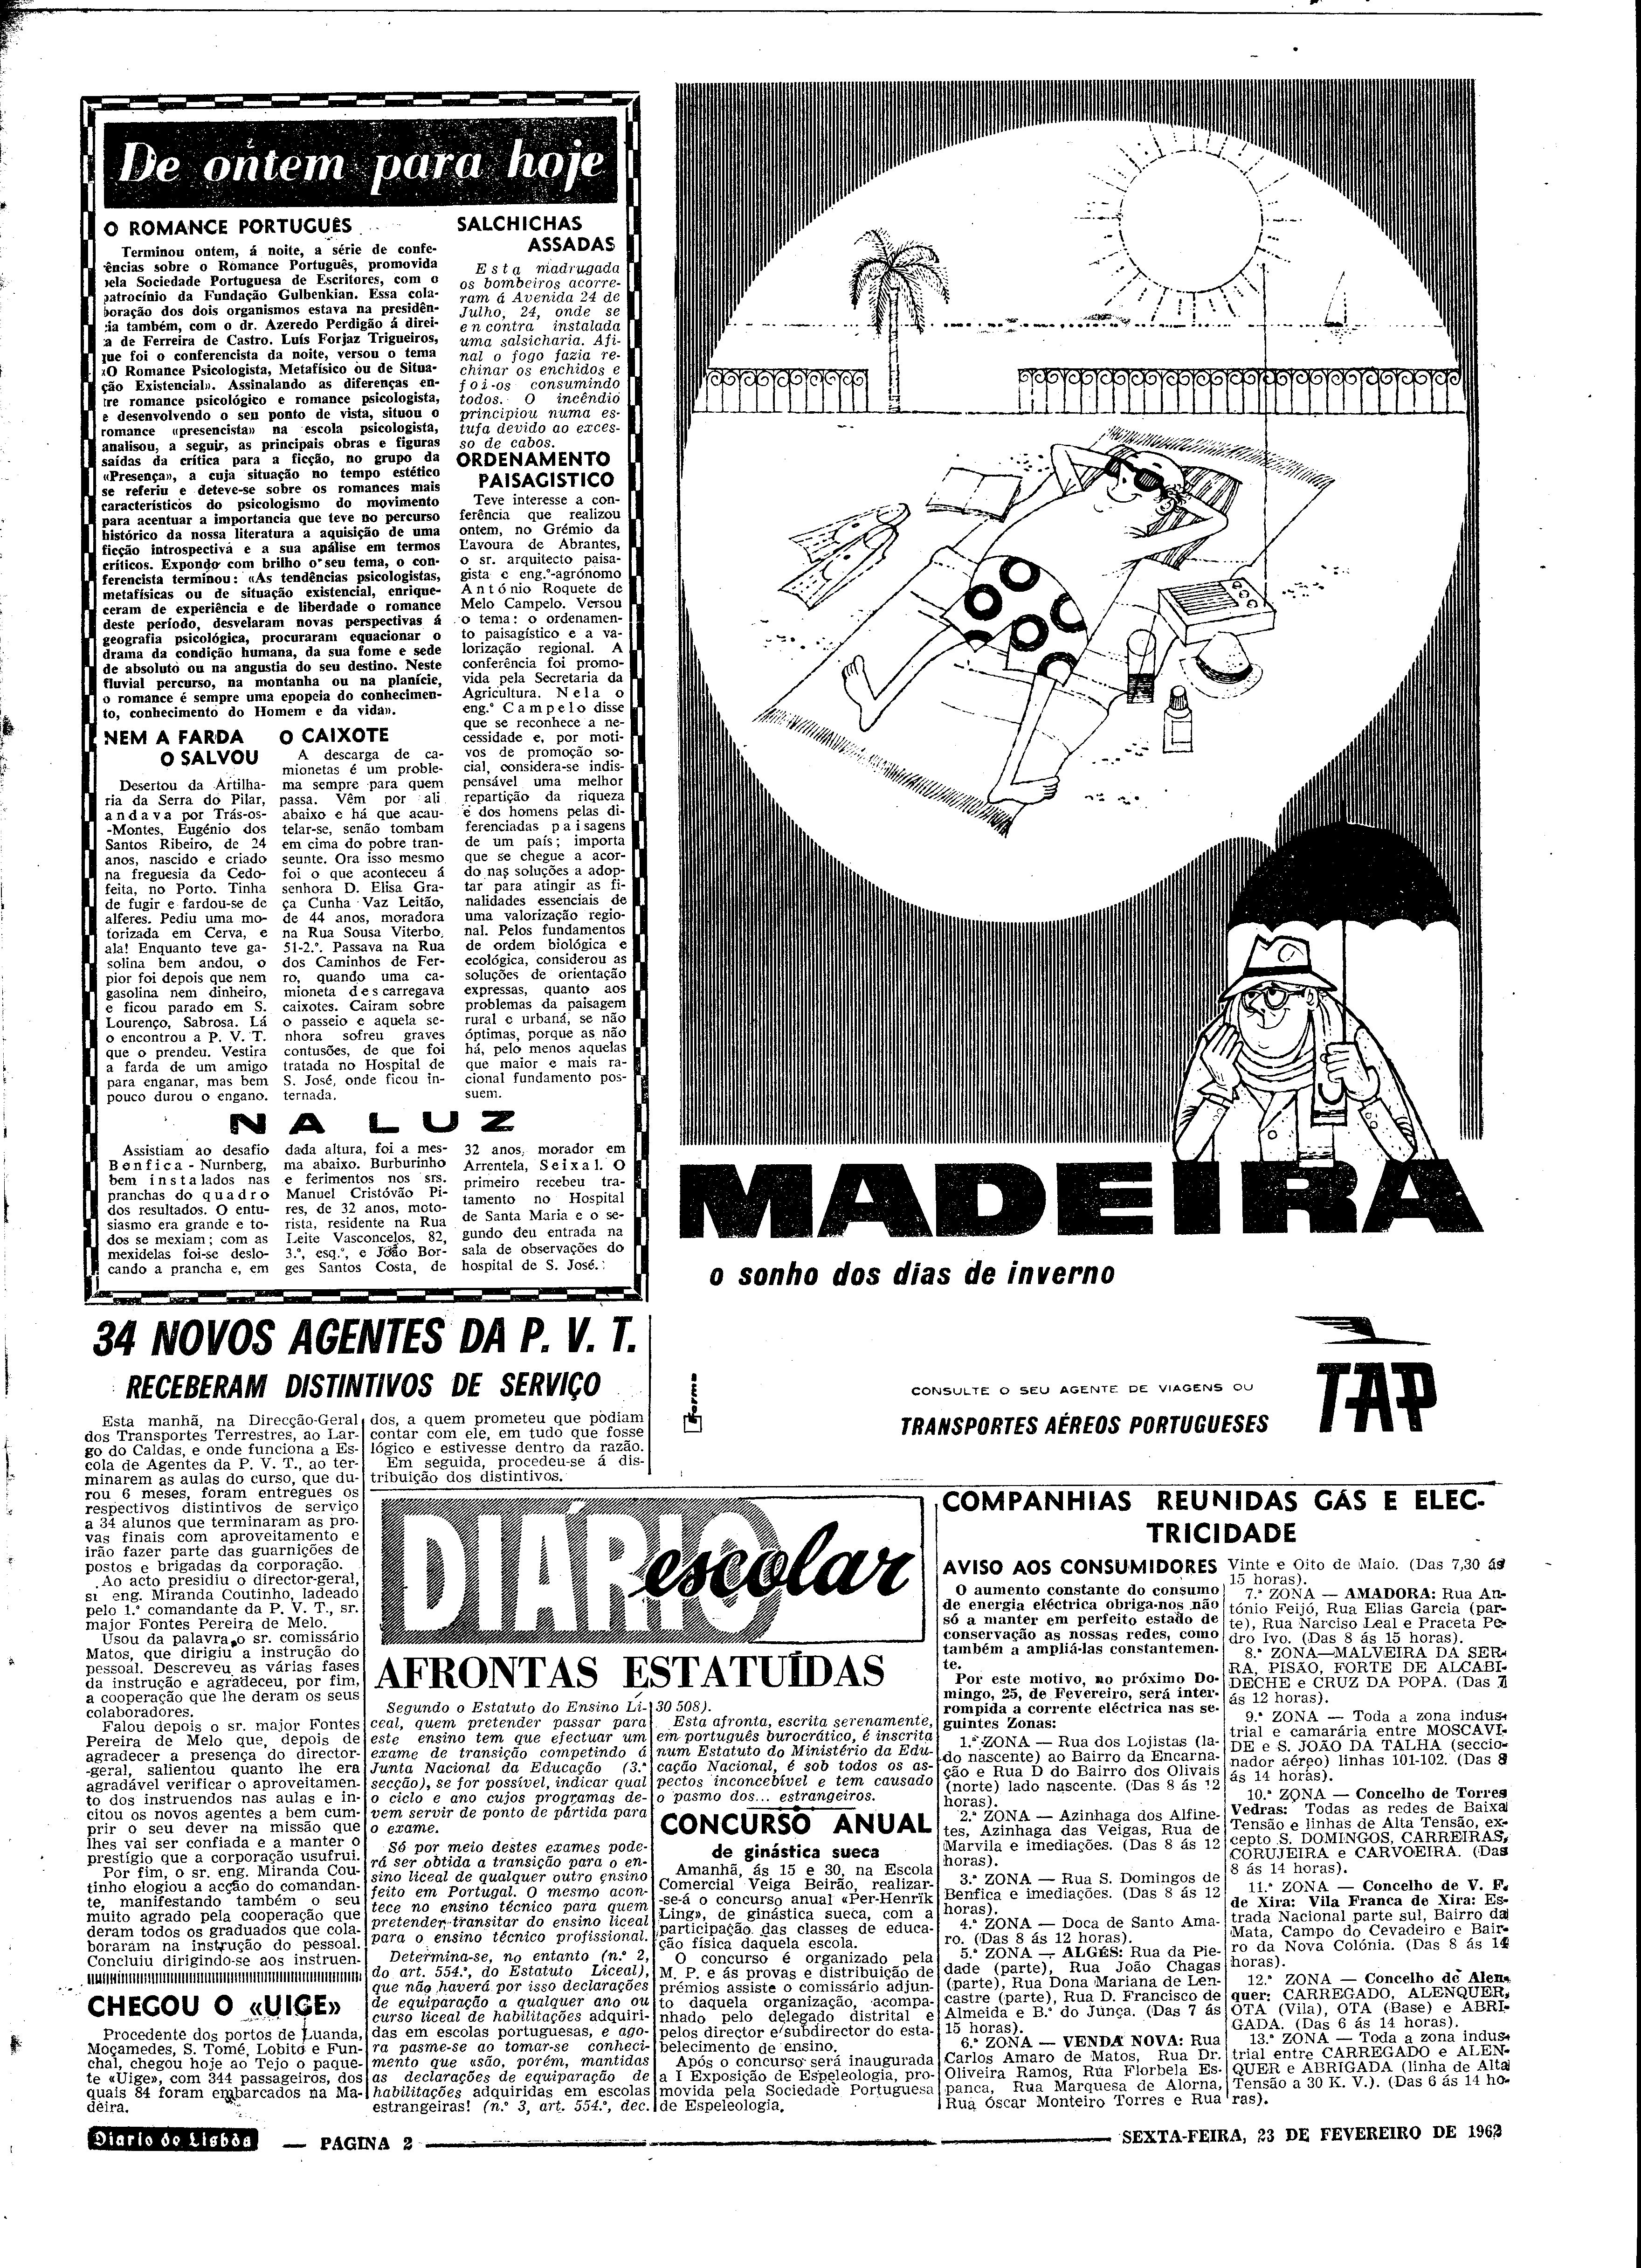 De ontem para hoje
O ROMANCE PORTUGUÊS
Terminou ontem, á noite, a série de confe-
ências sobre o Romance Português, promovida
pela Sociedade Portuguesa de Escritores, com o
patrocínio da Fundação Gulbenkian. Essa cola-
boração dos dois organismos estava na presidên-
cia também, com o dr. Azeredo Perdigão á direi-
a de Ferreira de Castro. Luís Forjaz Trigueiros,
que foi o conferencista da noite, versou o tema
«O Romance Psicologista, Metafísico ou de Situa-
ção Existencial». Assinalando as diferenças en-
tre romance psicológico e romance psicologista,
e desenvolvendo o seu ponto de vista, situou o
romance «presencista» na escola psicologista,
analisou, a seguir, as principais obras e figuras
saídas da crítica para a ficção, no grupo da
«Presença», a cuja situação no tempo estético
se referiu e deteve-se sobre os romances mais
característicos do psicologismo do movimento
para acentuar a importancia que teve no percurso
histórico da nossa literatura a aquisição de uma
ficção introspectiva e a sua análise em termos
críticos. Expondo com brilho o seu tema, o con-
ferencista terminou: «As tendências psicologistas,
metafísicas ou de situação existencial, enrique-
ceram de experiência e de liberdade o romance
deste período, desvelaram novas perspectivas á
geografia psicológica, procuraram equacionar o
drama da condição humana, da sua fome e sede
de absoluto ou na angustia do seu destino. Neste
fluvial percurso, na montanha ou na planície,
o romance é sempre uma epopeia do conhecimen-
to, conhecimento do Homem e da vida».
NEM A FARDA
O SALVOU
Desertou da Artilha-
ria da Serra do Pilar,
andava por Trás-os-
-Montes, Eugénio dos
Santos Ribeiro, de 24
anos, nascido e criado
na freguesia da Cedo-
feita, no Porto. Tinha
de fugir e fardou-se de
alferes. Pediu uma mo-
torizada em Cerva, e
ala! Enquanto teve ga-
solina bem andou, o
pior foi depois que nem
gasolina nem dinheiro,
e ficou parado em S.
Lourenço, Sabrosa. Lá
o encontrou a P. V. T.
que o prendeu. Vestira
a farda de um amigo
para enganar, mas bem
pouco durou o engano.
O CAIXOTE
A descarga de ca-
mionetas é um proble-
ma sempre para quem
passa. Vêm por ali
abaixo e há que acau-
telar-se, senão tombam
em cima do pobre tran-
seunte. Ora isso mesmo
foi o que aconteceu á
senhora D. Elisa Gra-
ça Cunha Vaz Leitão,
de 44 anos, moradora
na Rua Sousa Viterbo,
51-2.º. Passava na Rua
dos Caminhos de Fer-
ro, quando uma ca-
mioneta descarregava
caixotes. Cairam sobre
o passeio e aquela se-
nhora sofreu graves
contusões, de que foi
tratada no Hospital de
S. José, onde ficou in-
ternada.
SALCHICHAS
ASSADAS
Esta madrugada
os bombeiros acorre-
ram á Avenida 24 de
Julho, 24, onde se
encontra instalada
uma salsicharia. Afi-
nal o fogo fazia re-
chinar os enchidos e
foi-os consumindo
todos. O incêndio
principiou numa es-
tufa devido ao exces-
so de cabos.
ORDENAMENTO
PAISAGISTICO
Teve interesse a con-
ferência que realizou
ontem, no Grémio da
Lavoura de Abrantes,
o sr. arquitecto paisa-
gista e eng.º-agrónomo
António Roquete de
Melo Campelo. Versou
o tema: o ordenamen-
to paisagístico e a va-
lorização regional. A
conferência foi promo-
vida pela Secretaria da
Agricultura. Nela o
eng.º Campelo disse
que se reconhece a ne-
cessidade e, por moti-
vos de promoção so-
cial, considera-se indis-
pensável uma melhor
repartição da riqueza
e dos homens pelas di-
ferenciadas paisagens
de um país; importa
que se chegue a acor-
do nas soluções a adop-
tar para atingir as fi-
nalidades essenciais de
uma valorização regio-
nal. Pelos fundamentos
de ordem biológica e
ecológica, considerou as
soluções de orientação
expressas, quanto aos
problemas da paisagem
rural e urbana, se não
óptimas, porque as não
há, pelo menos aquelas
que maior e mais ra-
cional fundamento pos-
suem.
NA LUZ
Assistiam ao desafio
Benfica - Nurnberg,
bem instalados nas
pranchas do quadro
dos resultados. O entu-
siasmo era grande e to-
dos se mexiam; com as
mexidelas foi-se deslo-
cando a prancha e, em
dada altura, foi a mes-
ma abaixo. Burburinho
e ferimentos nos srs.
Manuel Cristóvão Pi-
res, de 32 anos, moto-
rista, residente na Rua
Leite Vasconcelos, 82,
3.º, esq.º, e João Bor-
ges Santos Costa, de
32 anos, morador em
Arrentela, Seixal. O
primeiro recebeu tra-
tamento no Hospital
de Santa Maria e o se-
gundo deu entrada na
sala de observações do
hospital de S. José.
MADEIRA
o sonho dos dias de inverno
forma
CONSULTE O SEU AGENTE DE VIAGENS OU
TRANSPORTES AÉREOS PORTUGUESES
TAP
34 NOVOS AGENTES DA P. V. T.
RECEBERAM DISTINTIVOS DE SERVIÇO
Esta manhã, na Direcção-Geral
dos Transportes Terrestres, ao Lar-
go do Caldas, e onde funciona a Es-
cola de Agentes da P. V. T., ao ter-
minarem as aulas do curso, que du-
rou 6 meses, foram entregues os
respectivos distintivos de serviço
a 34 alunos que terminaram as pro-
vas finais com aproveitamento e
irão fazer parte das guarnições de
postos e brigadas da corporação.
Ao acto presidiu o director-geral,
sr. eng. Miranda Coutinho, ladeado
pelo 1.º comandante da P. V. T., sr.
major Fontes Pereira de Melo.
Usou da palavra o sr. comissário
Matos, que dirigiu a instrução do
pessoal. Descreveu as várias fases
da instrução e agradeceu, por fim,
a cooperação que lhe deram os seus
colaboradores.
Falou depois o sr. major Fontes
Pereira de Melo que, depois de
agradecer a presença do director-
-geral, salientou quanto lhe era
agradável verificar o aproveitamen-
to dos instruendos nas aulas e in-
citou os novos agentes a bem cum-
prir o seu dever na missão que
lhes vai ser confiada e a manter o
prestígio que a corporação usufrui.
Por fim, o sr. eng. Miranda Cou-
tinho elogiou a acção do comandan-
te, manifestando também o seu
muito agrado pela cooperação que
deram todos os graduados que cola-
boraram na instrução do pessoal.
Concluiu dirigindo-se aos instruen-
dos, a quem prometeu que podiam
contar com ele, em tudo que fosse
lógico e estivesse dentro da razão.
Em seguida, procedeu-se á dis-
tribuição dos distintivos.
CHEGOU O «UIGE»
Procedente dos portos de Luanda,
Moçamedes, S. Tomé, Lobito e Fun-
chal, chegou hoje ao Tejo o paque-
te «Uige», com 344 passageiros, dos
quais 84 foram embarcados na Ma-
deira.
DIÁRIO escolar
AFRONTAS ESTATUÍDAS
Segundo o Estatuto do Ensino Li-
ceal, quem pretender passar para
este ensino tem que efectuar um
exame de transição competindo á
Junta Nacional da Educação (3.ª
secção), se for possível, indicar qual
o ciclo e ano cujos programas de-
vem servir de ponto de partida para
o exame.
Só por meio destes exames pode-
rá ser obtida a transição para o en-
sino liceal de qualquer outro ensino
feito em Portugal. O mesmo acon-
tece no ensino técnico para quem
pretender transitar do ensino liceal
para o ensino técnico profissional.
Determina-se, no entanto (n.º 2,
do art. 554.º, do Estatuto Liceal),
que não haverá por isso declarações
de equiparação a qualquer ano ou
curso liceal de habilitações adquiri-
das em escolas portuguesas, e ago-
ra pasme-se ao tomar-se conheci-
mento que «são, porém, mantidas
as declarações de equiparação de
habilitações adquiridas em escolas
estrangeiras! (n.º 3, art. 554.º, dec.
30 508).
Esta afronta, escrita serenamente,
em português burocrático, é inscrita
num Estatuto do Ministério da Edu-
cação Nacional, é sob todos os as-
pectos inconcebível e tem causado
o pasmo dos... estrangeiros.
CONCURSO ANUAL
de ginástica sueca
Amanhã, ás 15 e 30, na Escola
Comercial Veiga Beirão, realizar-
-se-á o concurso anual «Per-Henrik
Ling», de ginástica sueca, com a
participação das classes de educa-
ção física daquela escola.
O concurso é organizado pela
M. P. e ás provas e distribuição de
prémios assiste o comissário adjun-
to daquela organização, acompa-
nhado pelo delegado distrital e
pelos director e subdirector do esta-
belecimento de ensino.
Após o concurso será inaugurada
a I Exposição de Espeleologia, pro-
movida pela Sociedade Portuguesa
de Espeleologia.
COMPANHIAS REUNIDAS GÁS E ELEC-
TRICIDADE
AVISO AOS CONSUMIDORES
O aumento constante do consumo
de energia eléctrica obriga-nos não
só a manter em perfeito estado de
conservação as nossas redes, como
também a ampliá-las constantemen-
te.
Por este motivo, no próximo Do-
mingo, 25, de Fevereiro, será inter-
rompida a corrente eléctrica nas se-
guintes Zonas:
1.ª ZONA — Rua dos Lojistas (la-
do nascente) ao Bairro da Encarna-
ção e Rua D do Bairro dos Olivais
(norte) lado nascente. (Das 8 ás 12
horas).
2.ª ZONA — Azinhaga dos Alfine-
tes, Azinhaga das Veigas, Rua de
Marvila e imediações. (Das 8 ás 12
horas).
3.ª ZONA — Rua S. Domingos de
Benfica e imediações. (Das 8 ás 12
horas).
4.ª ZONA — Doca de Santo Ama-
ro. (Das 8 ás 12 horas).
5.ª ZONA — ALGÉS: Rua da Pie-
dade (parte), Rua João Chagas
(parte), Rua Dona Mariana de Len-
castre (parte), Rua D. Francisco de
Almeida e B.º do Junça. (Das 7 ás
15 horas).
6.ª ZONA — VENDA NOVA: Rua
Carlos Amaro de Matos, Rua Dr.
Oliveira Ramos, Rua Florbela Es-
panca, Rua Marquesa de Alorna,
Rua Óscar Monteiro Torres e Rua
Vinte e Oito de Maio. (Das 7,30 ás
15 horas).
7.ª ZONA — AMADORA: Rua An-
tónio Feijó, Rua Elias Garcia (par-
te), Rua Narciso Leal e Praceta Pe-
dro Ivo. (Das 8 ás 15 horas).
8.ª ZONA—MALVEIRA DA SER-
RA, PISÃO, FORTE DE ALCABI-
DECHE e CRUZ DA POPA. (Das 7
ás 12 horas).
9.ª ZONA — Toda a zona indus-
trial e camarária entre MOSCAVI-
DE e S. JOÃO DA TALHA (seccio-
nador aéreo) linhas 101-102. (Das 8
ás 14 horas).
10.ª ZONA — Concelho de Torres
Vedras: Todas as redes de Baixa
Tensão e linhas de Alta Tensão, ex-
cepto S. DOMINGOS, CARREIRAS,
CORUJEIRA e CARVOEIRA. (Das
8 ás 14 horas).
11.ª ZONA — Concelho de V. F.
de Xira: Vila Franca de Xira: Es-
trada Nacional parte sul, Bairro da
Mata, Campo do Cevadeiro e Bair-
ro da Nova Colónia. (Das 8 ás 14
horas).
12.ª ZONA — Concelho de Alen-
quer: CARREGADO, ALENQUER,
OTA (Vila), OTA (Base) e ABRI-
GADA. (Das 6 ás 14 horas).
13.ª ZONA — Toda a zona indus-
trial entre CARREGADO e ALEN-
QUER e ABRIGADA (linha de Alta
Tensão a 30 K. V.). (Das 6 ás 14 ho-
ras).
Diario de Lisbôa — PAGINA 2 — SEXTA-FEIRA, 23 DE FEVEREIRO DE 1962